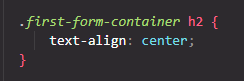 .first-form-container h2 {
    text-align: center;
}